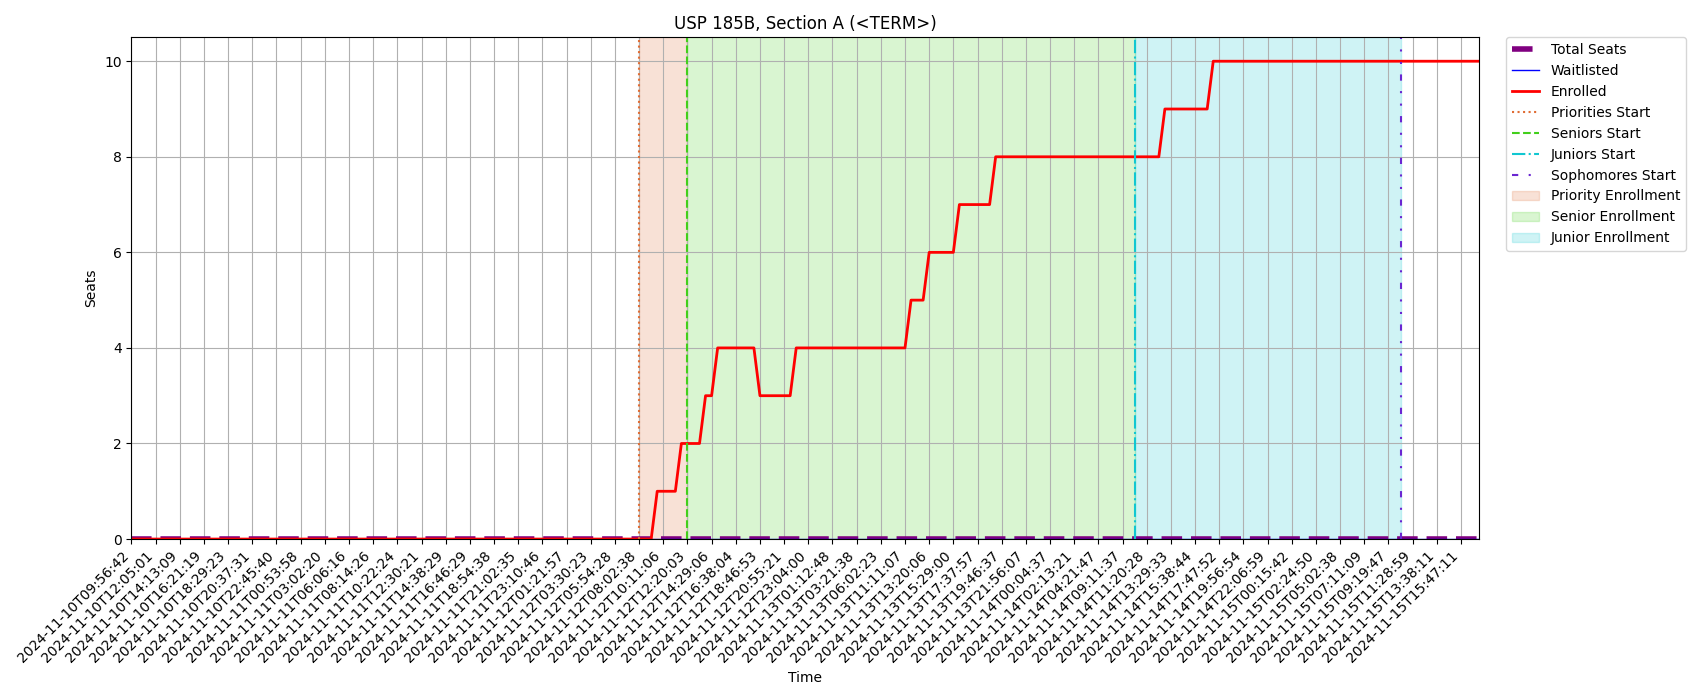 USP 185B, Section A (<TERM>)
Total Seats
Waitlisted
Enrolled
Priorities Start
Seniors Start
Juniors Start
Sophomores Start
Priority Enrollment
Senior Enrollment
Junior Enrollment
Seats
10
8
6
4
2
0
2024-11-10T09:56:42
2024-11-10T12:05:01
2024-11-10T14:13:09
2024-11-10T16:21:19
2024-11-10T18:29:23
2024-11-10T20:37:31
2024-11-10T22:45:40
2024-11-11T00:53:58
2024-11-11T03:02:20
2024-11-11T06:06:16
2024-11-11T08:14:26
2024-11-11T10:22:24
2024-11-11T12:30:21
2024-11-11T14:38:29
2024-11-11T16:46:29
2024-11-11T18:54:38
2024-11-11T21:02:35
2024-11-11T23:10:46
2024-11-12T01:21:57
2024-11-12T03:30:23
2024-11-12T05:54:28
2024-11-12T08:02:38
2024-11-12T10:11:06
2024-11-12T12:20:03
2024-11-12T14:29:06
2024-11-12T16:38:04
2024-11-12T18:46:53
2024-11-12T20:55:21
2024-11-12T23:04:00
2024-11-13T01:12:48
2024-11-13T03:21:38
2024-11-13T06:02:23
2024-11-13T11:11:07
2024-11-13T13:20:06
2024-11-13T15:29:00
2024-11-13T17:37:57
2024-11-13T19:46:37
2024-11-13T21:56:07
2024-11-14T00:04:37
2024-11-14T02:13:21
2024-11-14T04:21:47
2024-11-14T09:11:37
2024-11-14T11:20:28
2024-11-14T13:29:33
2024-11-14T15:38:44
2024-11-14T17:47:52
2024-11-14T19:56:54
2024-11-14T22:06:59
2024-11-15T00:15:42
2024-11-15T02:24:50
2024-11-15T05:02:38
2024-11-15T07:11:09
2024-11-15T09:19:47
2024-11-15T11:28:59
2024-11-15T13:38:11
2024-11-15T15:47:11
Time